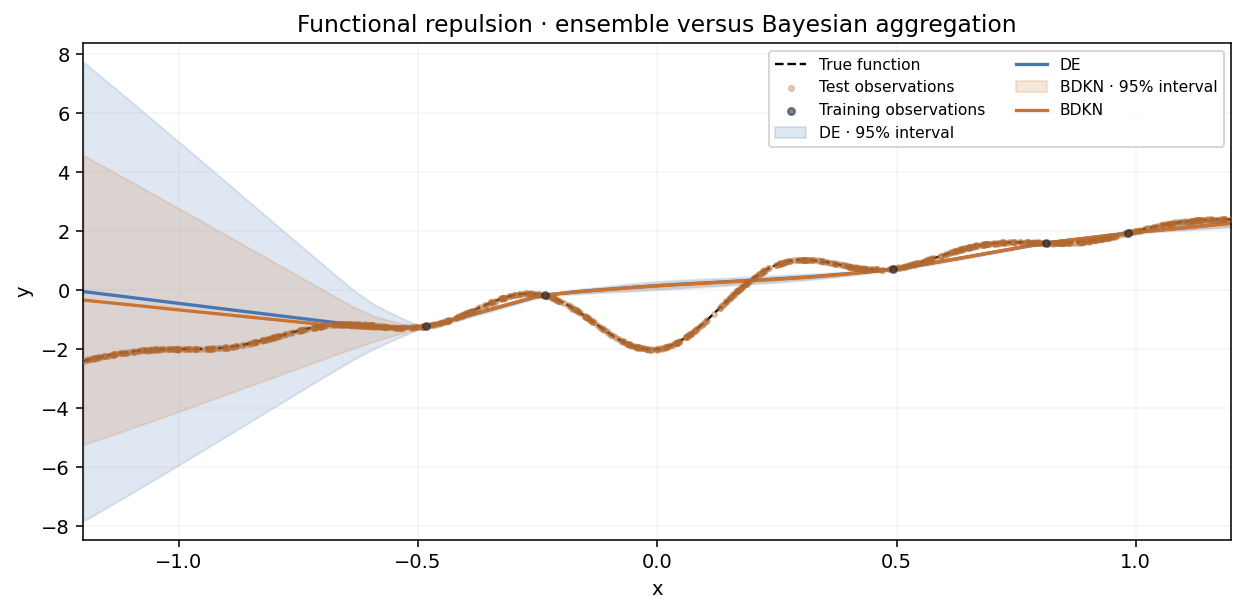 Functional repulsion · ensemble versus Bayesian aggregation
True function
Test observations
Training observations
DE · 95% interval
DE
BDKN · 95% interval
BDKN
8
6
4
2
0
−2
−4
−6
−8
y
−1.0
−0.5
0.0
0.5
1.0
x